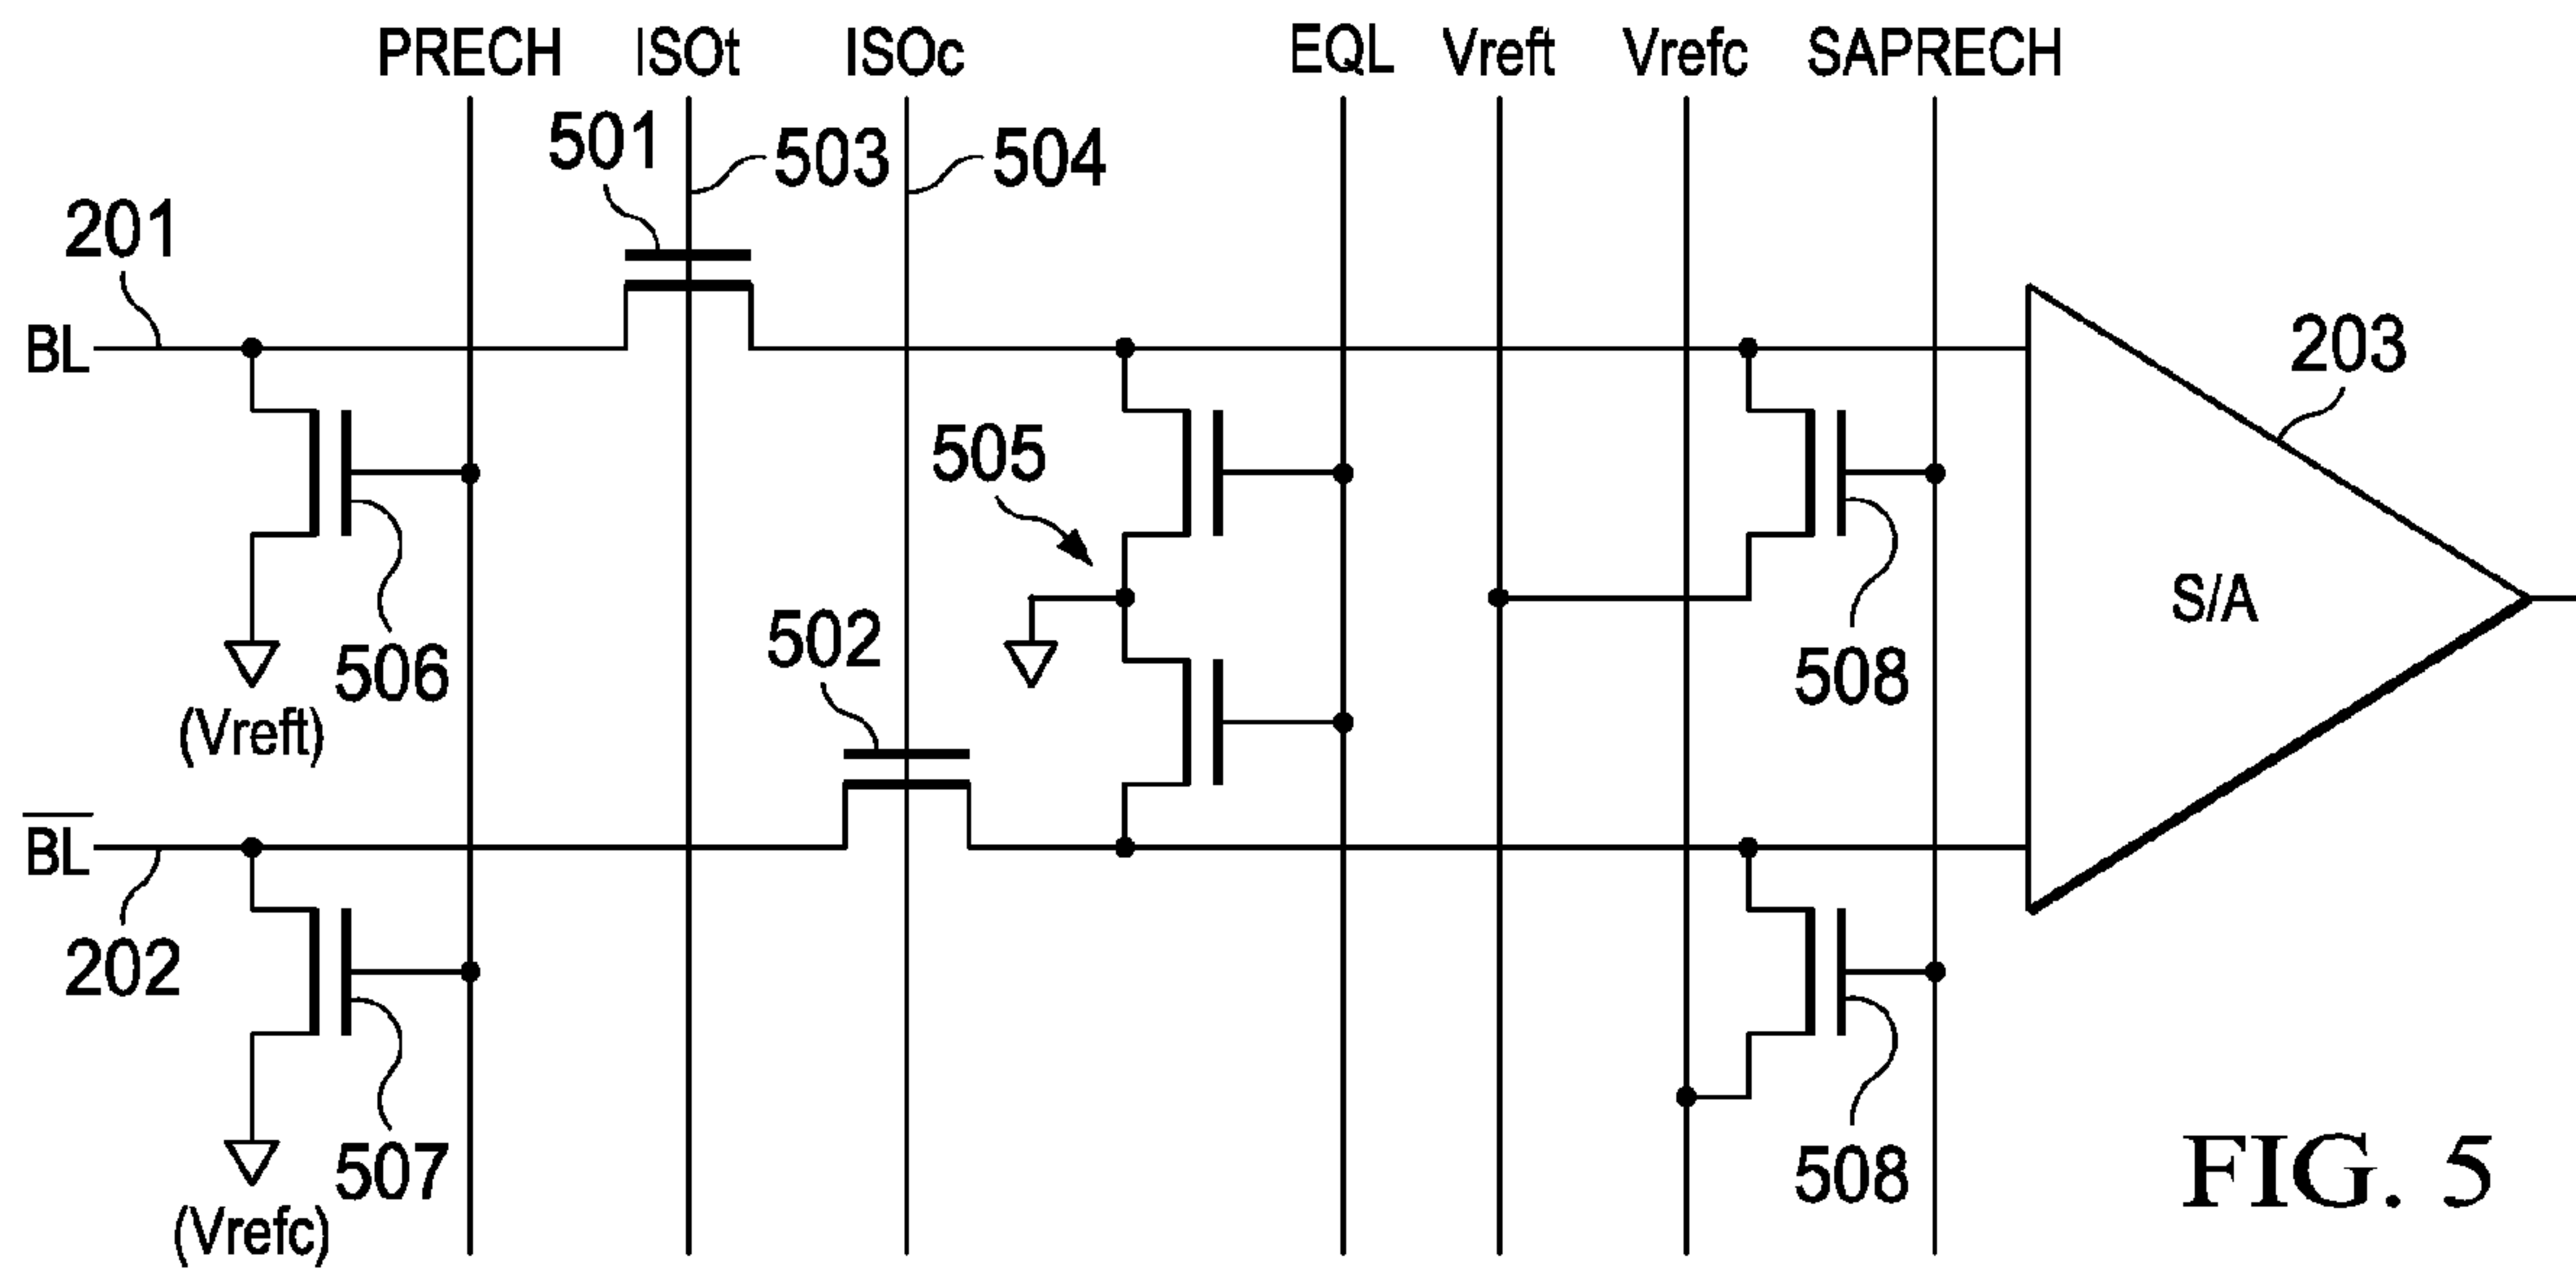 PRECH ISOt ISOc EQL Vreft Vrefc SAPRECH
501 503 504
201
BL
203
505
S/A
502
506 508
(Vreft)
BL
202
507 508
(Vrefc)
FIG. 5